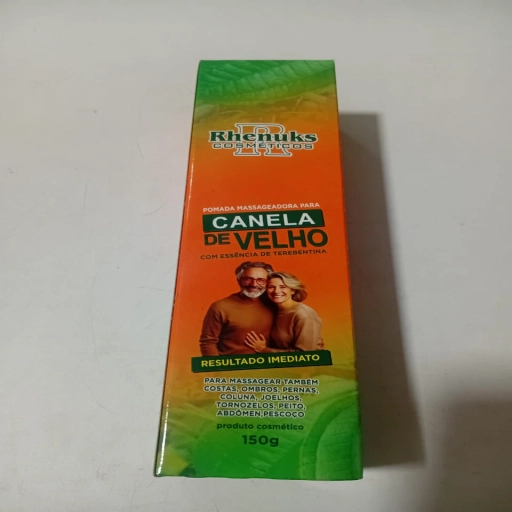 Rhenuks
COSMÉTICOS
POMADA MASSAGEADORA PARA
CANELA
DE VELHO
COM ESSÊNCIA DE TEREBENTINA
RESULTADO IMEDIATO
PARA MASSAGEAR TAMBÉM
COSTAS, OMBROS, PERNAS,
COLUNA, JOELHOS,
TORNOZELOS, PEITO,
ABDÔMEN,PESCOÇO
produto cosmético
150g